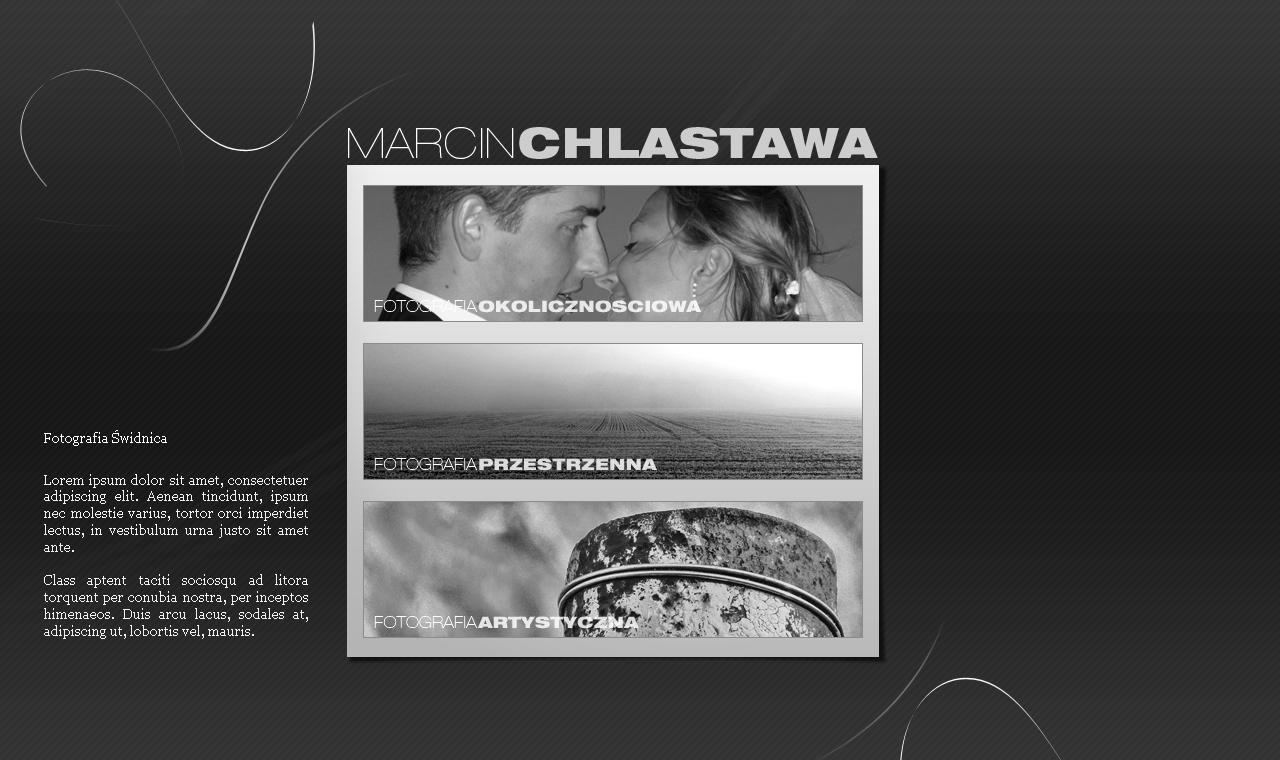 MARCINCHLASTAWA
FOTOGRAFIAOKOLICZNOSCIOWA
FOTOGRAFIAPRZESTRZENNA
FOTOGRAFIAARTYSTYCZNA
Fotografia Świdnica
Lorem ipsum dolor sit amet, consectetuer
adipiscing elit. Aenean tincidunt, ipsum
nec molestie varius, tortor orci imperdiet
lectus, in vestibulum urna justo sit amet
ante.
Class aptent taciti sociosqu ad litora
torquent per conubia nostra, per inceptos
himenaeos. Duis arcu lacus, sodales at,
adipiscing ut, lobortis vel, mauris.